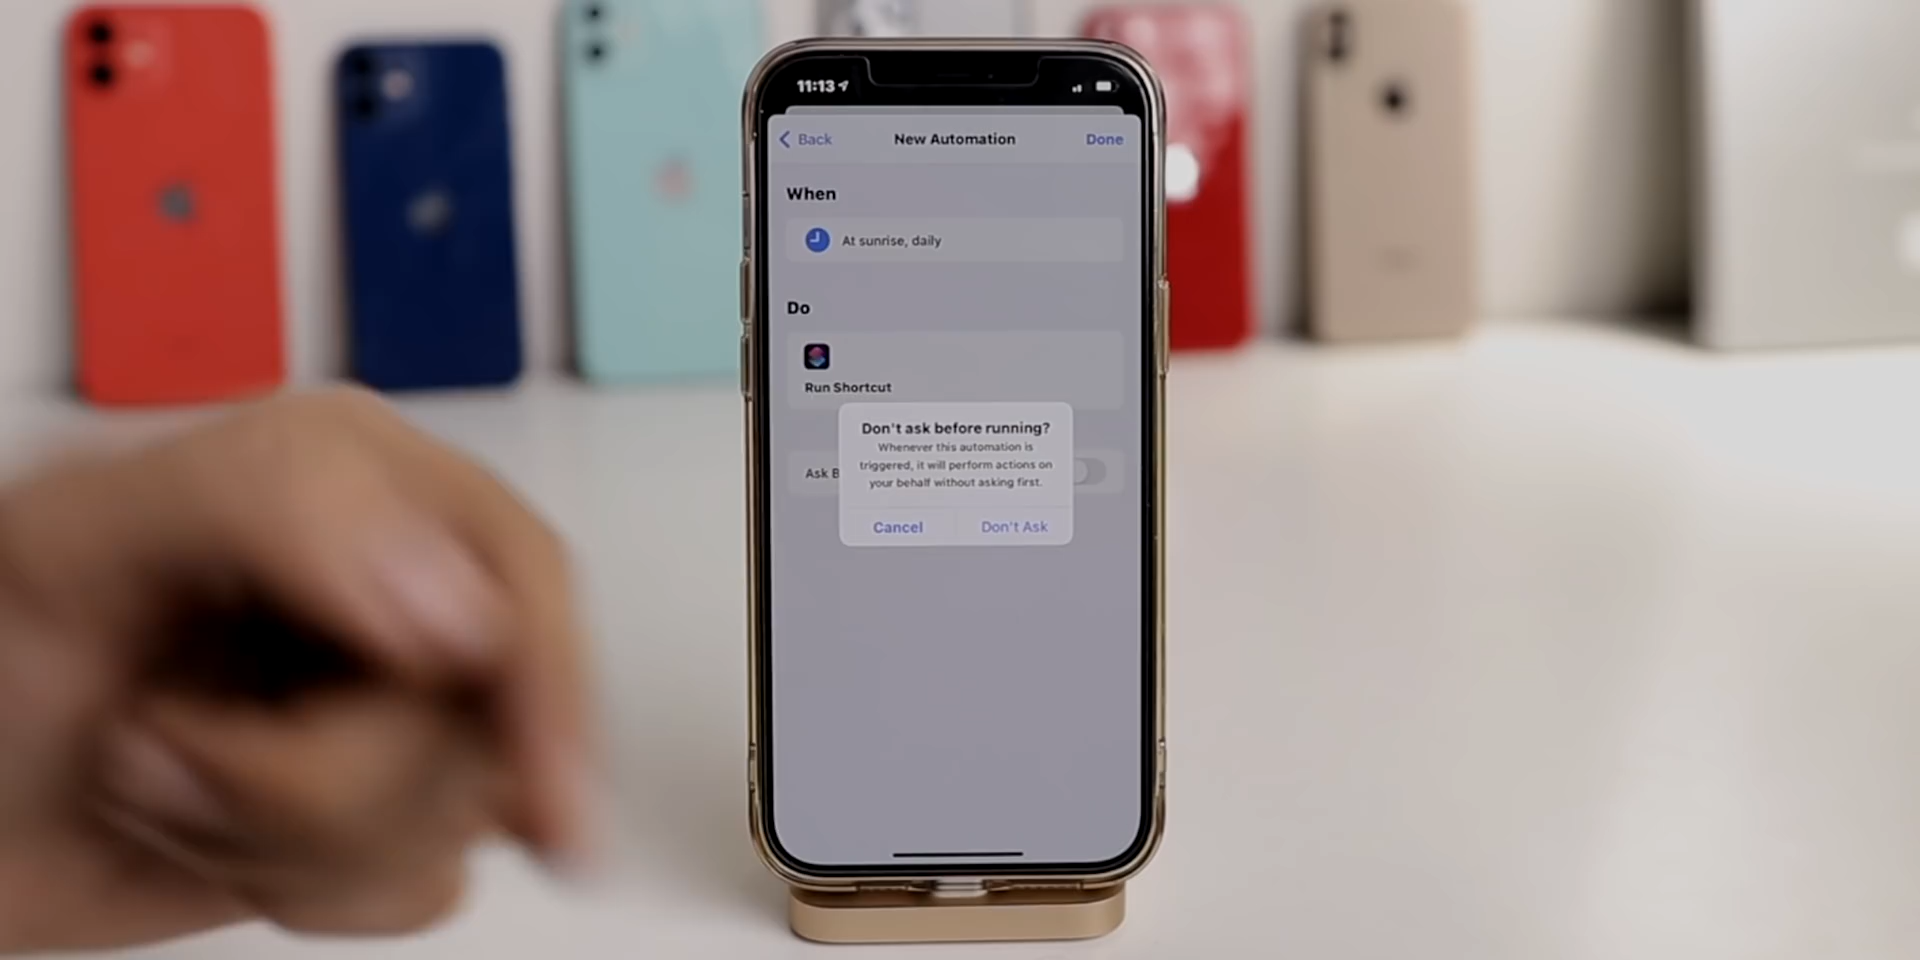 11:13
Back
New Automation
Done
When
At sunrise, daily
Do
Run Shortcut
Don't ask before running?
Whenever this automation is
triggered, it will perform actions on
your behalf without asking first.
Ask B
Cancel
Don't Ask